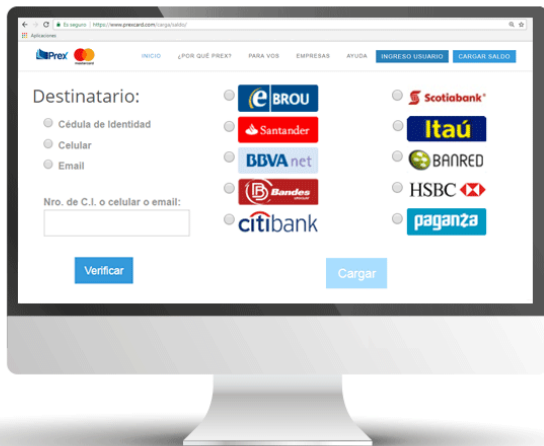 Es seguro | https://www.prexcard.com/carga/saldo/
Aplicaciones
Prex mastercard
INICIO ¿POR QUÉ PREX? PARA VOS EMPRESAS AYUDA INGRESO USUARIO CARGAR SALDO
Destinatario:
Cédula de Identidad
Celular
Email
Nro. de C.I. o celular o email:
Verificar
e BROU
Santander
BBVA net
Bandes
citibank
Scotiabank
Itaú
BANRED
HSBC
paganza
Cargar